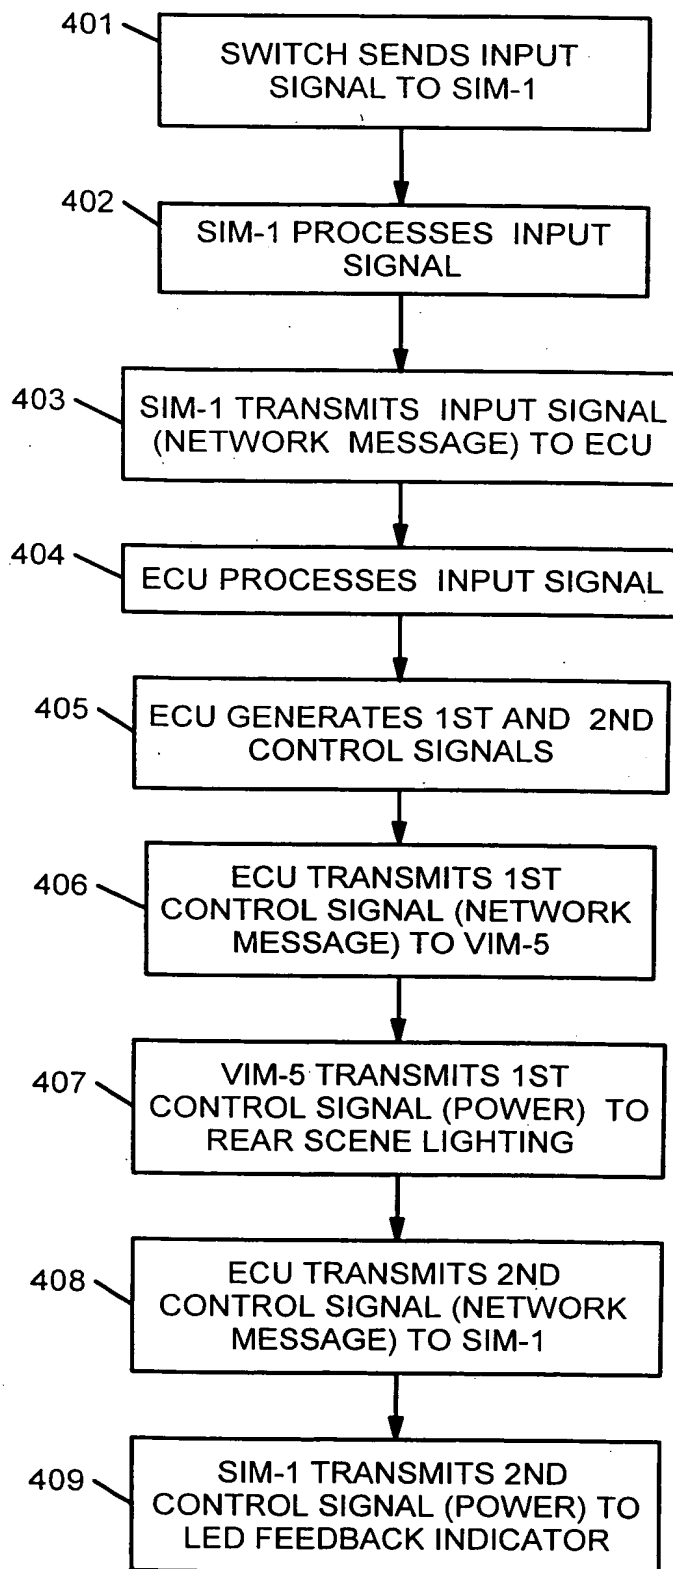 401
SWITCH SENDS INPUT
SIGNAL TO SIM-1
402
SIM-1 PROCESSES INPUT
SIGNAL
403
SIM-1 TRANSMITS INPUT SIGNAL
(NETWORK MESSAGE) TO ECU
404
ECU PROCESSES INPUT SIGNAL
405
ECU GENERATES 1ST AND 2ND
CONTROL SIGNALS
406
ECU TRANSMITS 1ST
CONTROL SIGNAL (NETWORK
MESSAGE) TO VIM-5
407
VIM-5 TRANSMITS 1ST
CONTROL SIGNAL (POWER) TO
REAR SCENE LIGHTING
408
ECU TRANSMITS 2ND
CONTROL SIGNAL (NETWORK
MESSAGE) TO SIM-1
409
SIM-1 TRANSMITS 2ND
CONTROL SIGNAL (POWER) TO
LED FEEDBACK INDICATOR